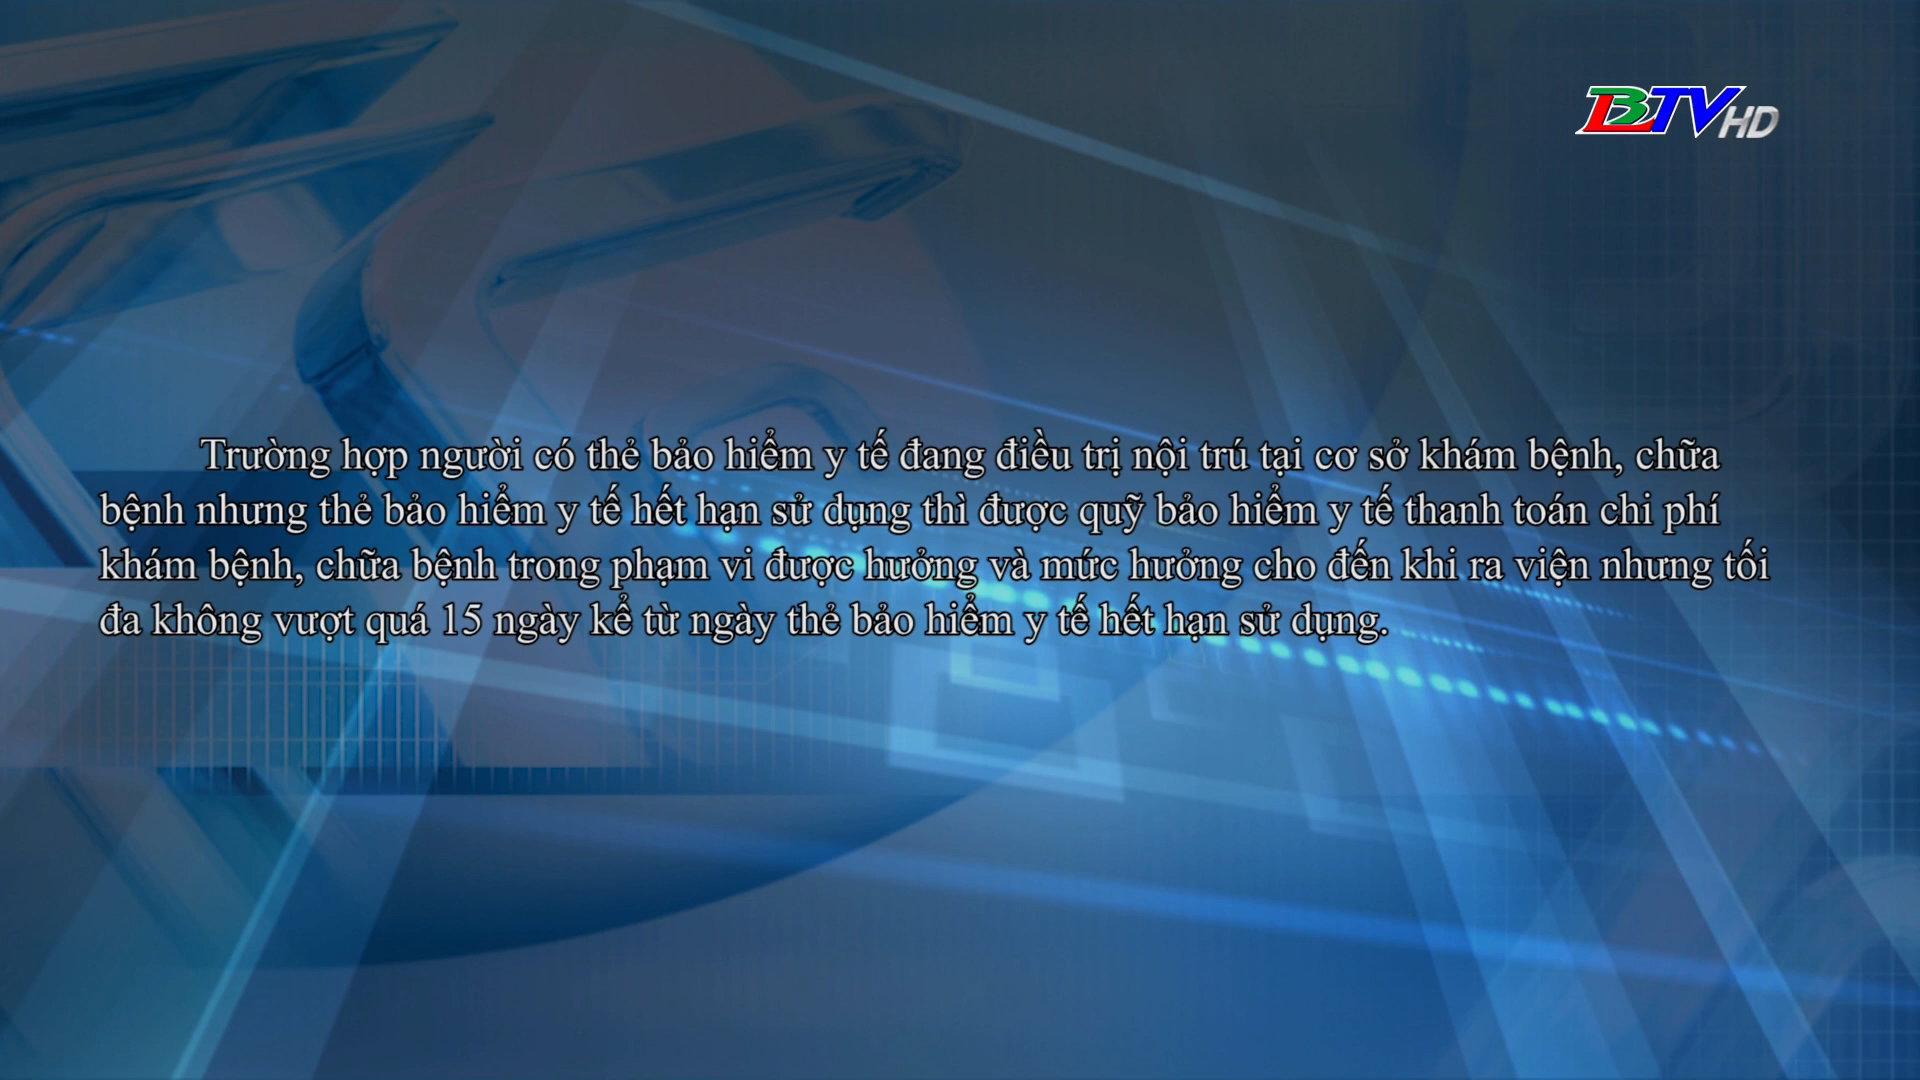 BTV HD
Trường hợp người có thẻ bảo hiểm y tế đang điều trị nội trú tại cơ sở khám bệnh, chữa
bệnh nhưng thẻ bảo hiểm y tế hết hạn sử dụng thì được quỹ bảo hiểm y tế thanh toán chi phí
khám bệnh, chữa bệnh trong phạm vi được hưởng và mức hưởng cho đến khi ra viện nhưng tối
đa không vượt quá 15 ngày kể từ ngày thẻ bảo hiểm y tế hết hạn sử dụng.